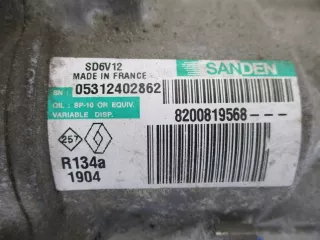 SD6V12
MADE IN FRANCE
SANDEN
SN: 05312402862
OIL: SP-10 OR EQUIV.
VARIABLE DISP.
8200819568---
257
R134a
1904